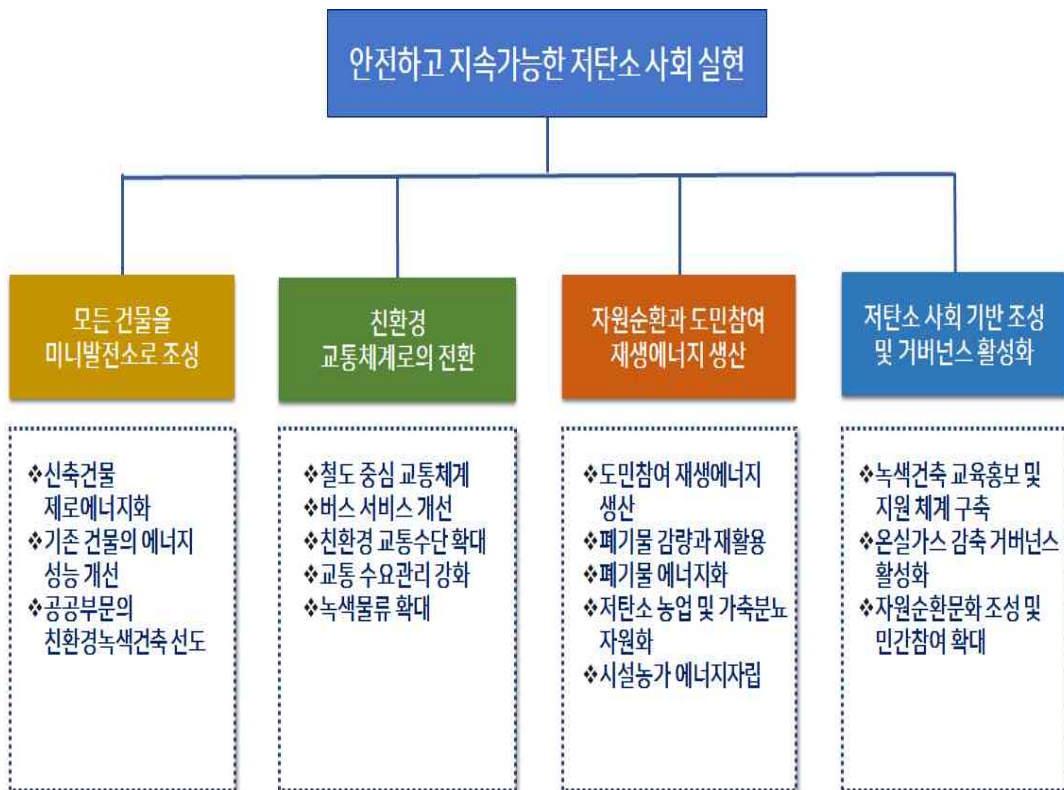 안전하고 지속가능한 저탄소 사회 실현
모든 건물을
미니발전소로 조성
❖신축건물
제로에너지화
❖기존 건물의 에너지
성능 개선
❖공공부문의
친환경녹색건축 선도
친환경
교통체계로의 전환
❖철도 중심 교통체계
❖버스 서비스 개선
❖친환경 교통수단 확대
❖교통 수요관리 강화
❖녹색물류 확대
자원순환과 도민참여
재생에너지 생산
❖도민참여 재생에너지
생산
❖폐기물 감량과 재활용
❖폐기물 에너지화
❖저탄소 농업 및 가축분뇨
자원화
❖시설농가 에너지자립
저탄소 사회 기반 조성
및 거버넌스 활성화
❖녹색건축 교육홍보 및
지원 체계 구축
❖온실가스 감축 거버넌스
활성화
❖자원순환문화 조성 및
민간참여 확대